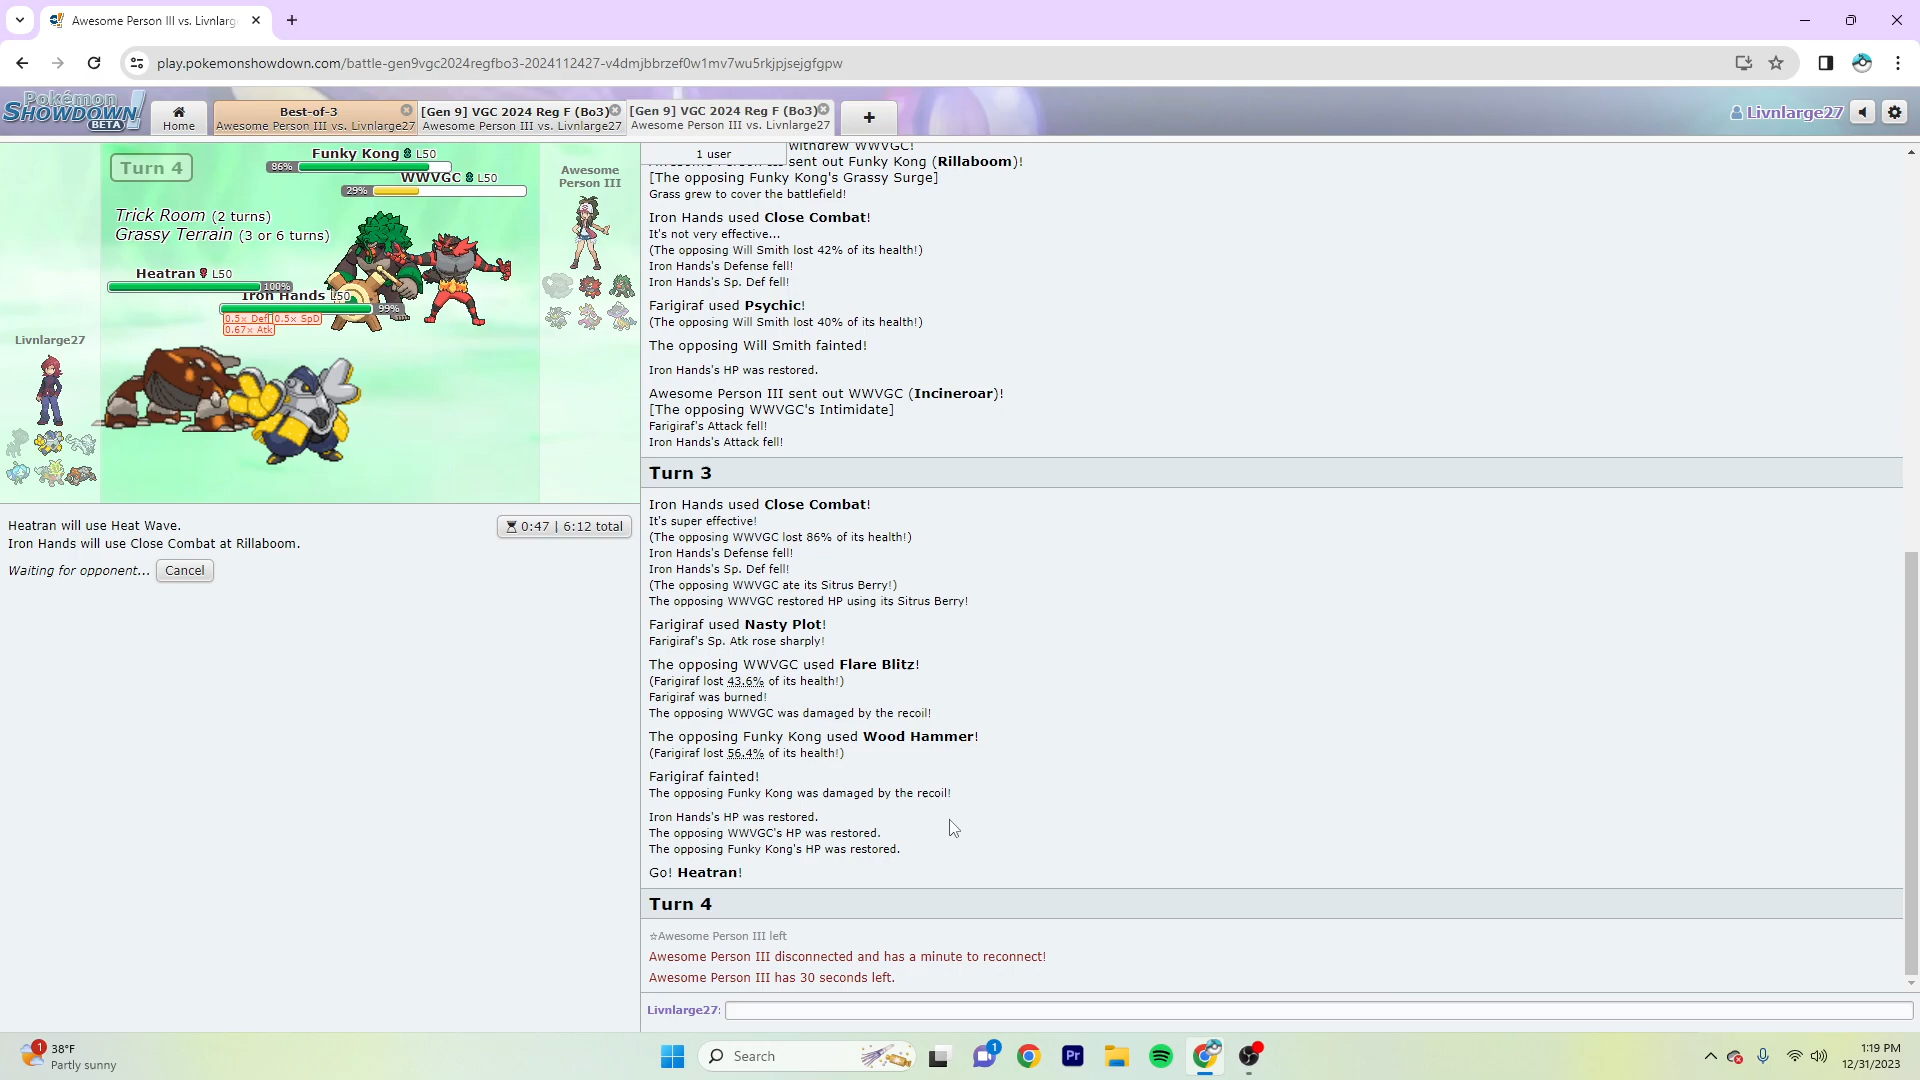 Awesome Person III vs. Livnlarg
play.pokemonshowdown.com/battle-gen9vgc2024regfbo3-2024112427-v4dmjbbrzef0w1mv7wu5rkjpjsejgfgpw
Pokémon
SHOWDOWN!
BETA
Home
Best-of-3
Awesome Person III vs. Livnlarge27
[Gen 9] VGC 2024 Reg F (Bo3)
Awesome Person III vs. Livnlarge27
[Gen 9] VGC 2024 Reg F (Bo3)
Awesome Person III vs. Livnlarge27
+
Livnlarge27
Turn 4
Funky Kong L50
86%
WWVGC L50
29%
Trick Room (2 turns)
Grassy Terrain (3 or 6 turns)
Heatran L50
100%
Iron Hands L50
99%
0.5× Def 0.5× SpD
0.67× Atk
Awesome
Person III
Livnlarge27
Heatran will use Heat Wave.
Iron Hands will use Close Combat at Rillaboom.
Waiting for opponent... Cancel
0:47 | 6:12 total
1 user
withdrew WWVGC!
sent out Funky Kong (Rillaboom)!
[The opposing Funky Kong's Grassy Surge]
Grass grew to cover the battlefield!
Iron Hands used Close Combat!
It's not very effective...
(The opposing Will Smith lost 42% of its health!)
Iron Hands's Defense fell!
Iron Hands's Sp. Def fell!
Farigiraf used Psychic!
(The opposing Will Smith lost 40% of its health!)
The opposing Will Smith fainted!
Iron Hands's HP was restored.
Awesome Person III sent out WWVGC (Incineroar)!
[The opposing WWVGC's Intimidate]
Farigiraf's Attack fell!
Iron Hands's Attack fell!
Turn 3
Iron Hands used Close Combat!
It's super effective!
(The opposing WWVGC lost 86% of its health!)
Iron Hands's Defense fell!
Iron Hands's Sp. Def fell!
(The opposing WWVGC ate its Sitrus Berry!)
The opposing WWVGC restored HP using its Sitrus Berry!
Farigiraf used Nasty Plot!
Farigiraf's Sp. Atk rose sharply!
The opposing WWVGC used Flare Blitz!
(Farigiraf lost 43.6% of its health!)
Farigiraf was burned!
The opposing WWVGC was damaged by the recoil!
The opposing Funky Kong used Wood Hammer!
(Farigiraf lost 56.4% of its health!)
Farigiraf fainted!
The opposing Funky Kong was damaged by the recoil!
Iron Hands's HP was restored.
The opposing WWVGC's HP was restored.
The opposing Funky Kong's HP was restored.
Go! Heatran!
Turn 4
☆Awesome Person III left
Awesome Person III disconnected and has a minute to reconnect!
Awesome Person III has 30 seconds left.
Livnlarge27:
1
38°F
Partly sunny
Search
1
Pr
1:19 PM
12/31/2023